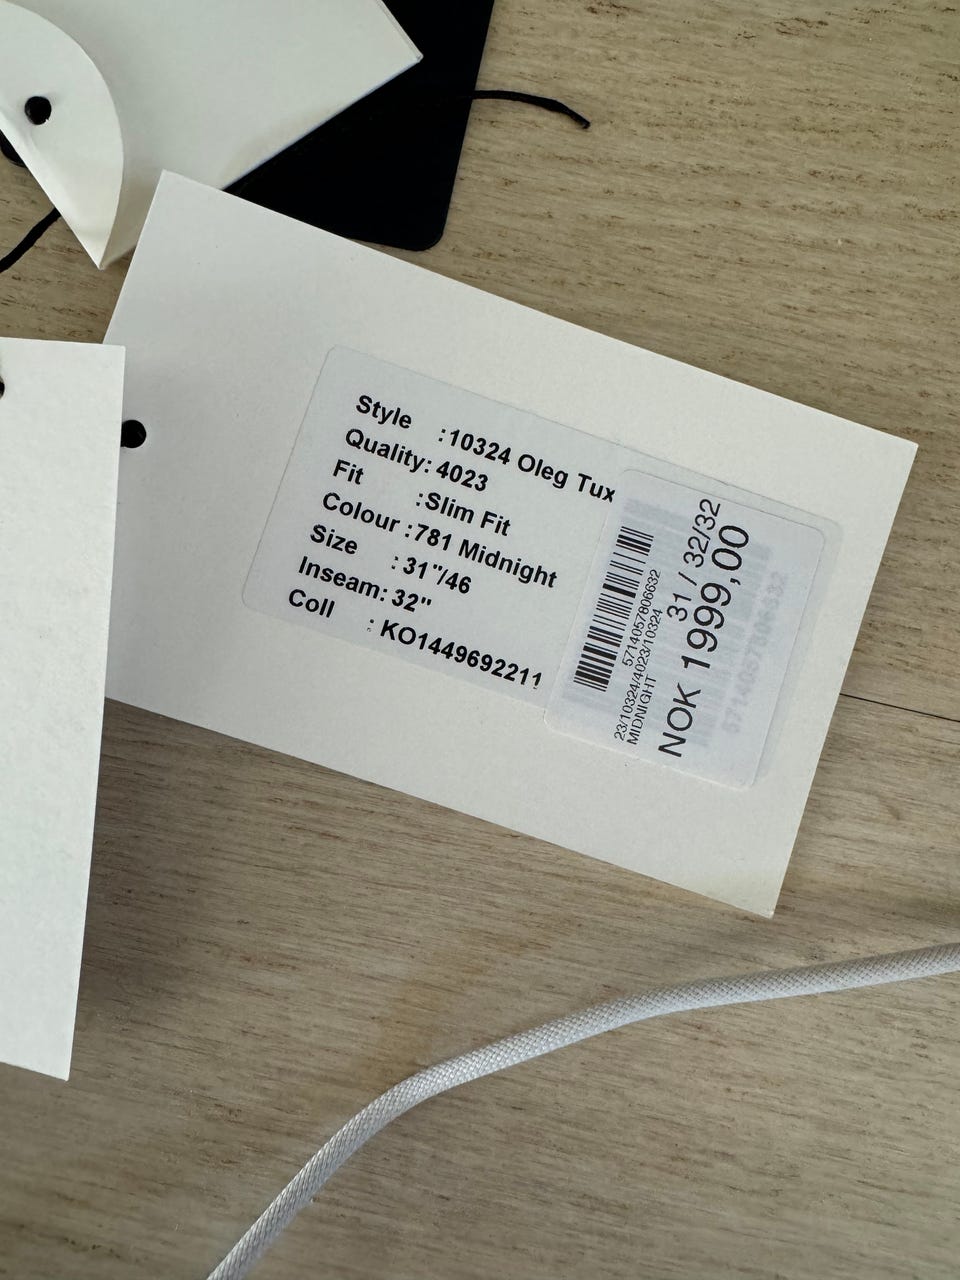 Style :10324 Oleg Tux
Quality: 4023
Fit :Slim Fit
Colour :781 Midnight
Size : 31"/46
Inseam: 32"
Coll : KO1449692211
5714057806632
23/10324/4023/10324
MIDNIGHT
31 / 32/32
NOK 1999,00
5714057806632